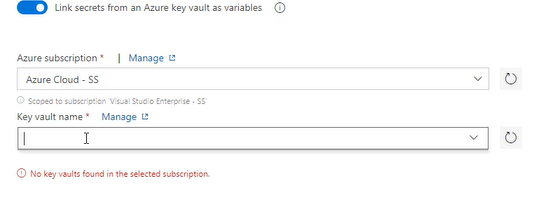 Link secrets from an Azure key vault as variables
Azure subscription * | Manage
Azure Cloud - SS
Scoped to subscription 'Visual Studio Enterprise - SS'
Key vault name * Manage
No key vaults found in the selected subscription.